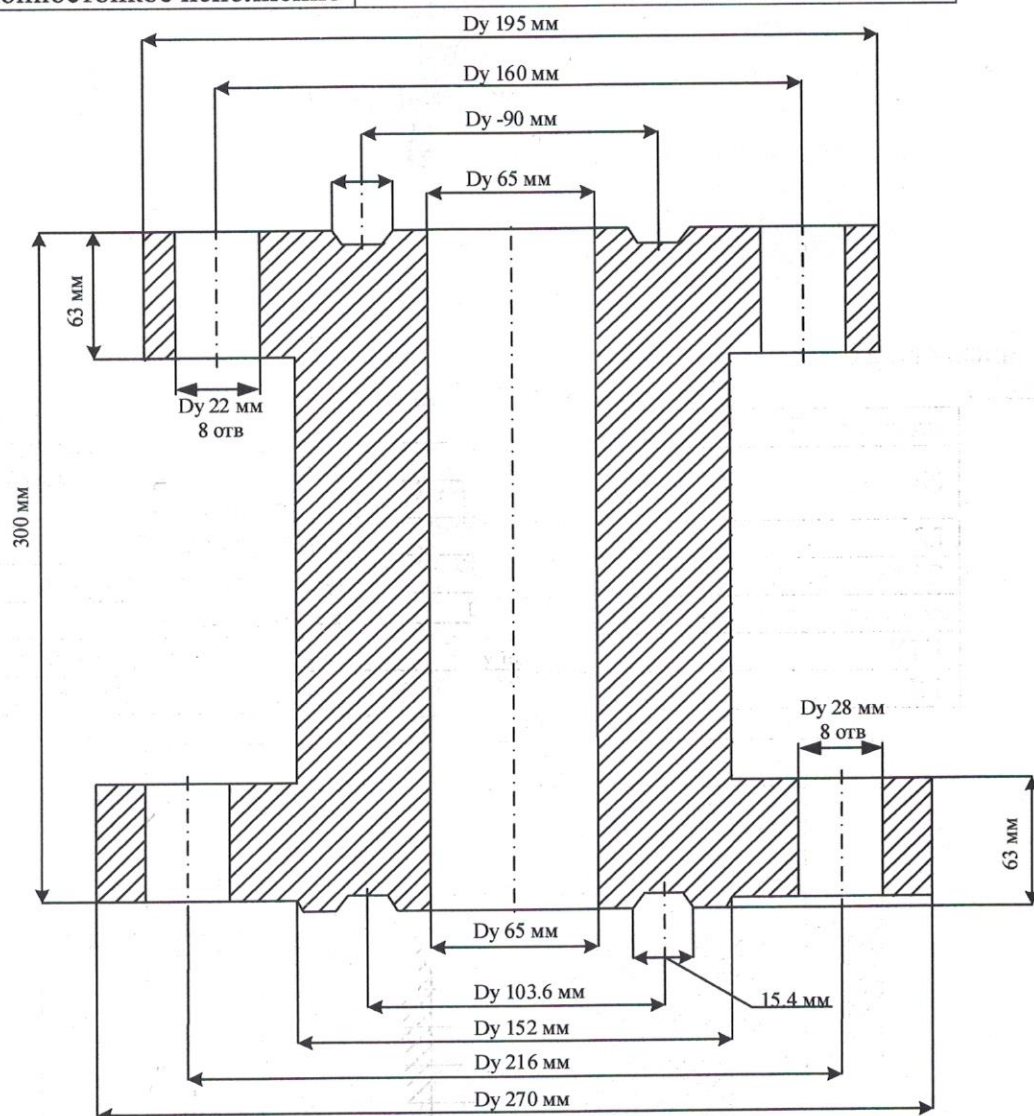 Dy 195 мм
Dy 160 мм
Dy -90 мм
Dy 65 мм
63 мм
Dy 22 мм
8 отв
300 мм
Dy 28 мм
8 отв
63 мм
Dy 65 мм
Dy 103.6 мм
15.4 мм
Dy 152 мм
Dy 216 мм
Dy 270 мм